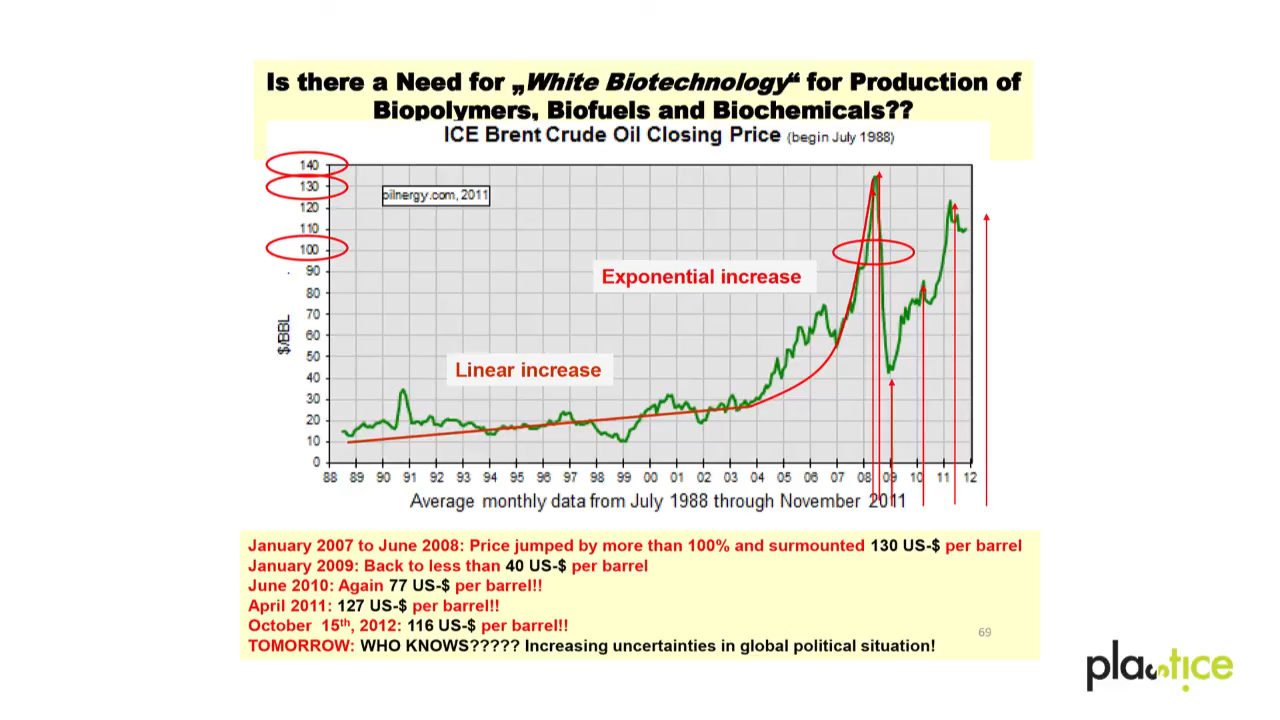 Is there a Need for „White Biotechnology“ for Production of
Biopolymers, Biofuels and Biochemicals??
ICE Brent Crude Oil Closing Price (begin July 1988)
140
130
120
110
100
90
80
70
60
50
40
30
20
10
0
$/BBL
oilnergy.com, 2011
Exponential increase
Linear increase
88 89 90 91 92 93 94 95 96 97 98 99 00 01 02 03 04 05 06 07 08 09 10 11 12
Average monthly data from July 1988 through November 2011
January 2007 to June 2008: Price jumped by more than 100% and surmounted 130 US-$ per barrel
January 2009: Back to less than 40 US-$ per barrel
June 2010: Again 77 US-$ per barrel!!
April 2011: 127 US-$ per barrel!!
October 15th, 2012: 116 US-$ per barrel!!
TOMORROW: WHO KNOWS????? Increasing uncertainties in global political situation!
69
plastice